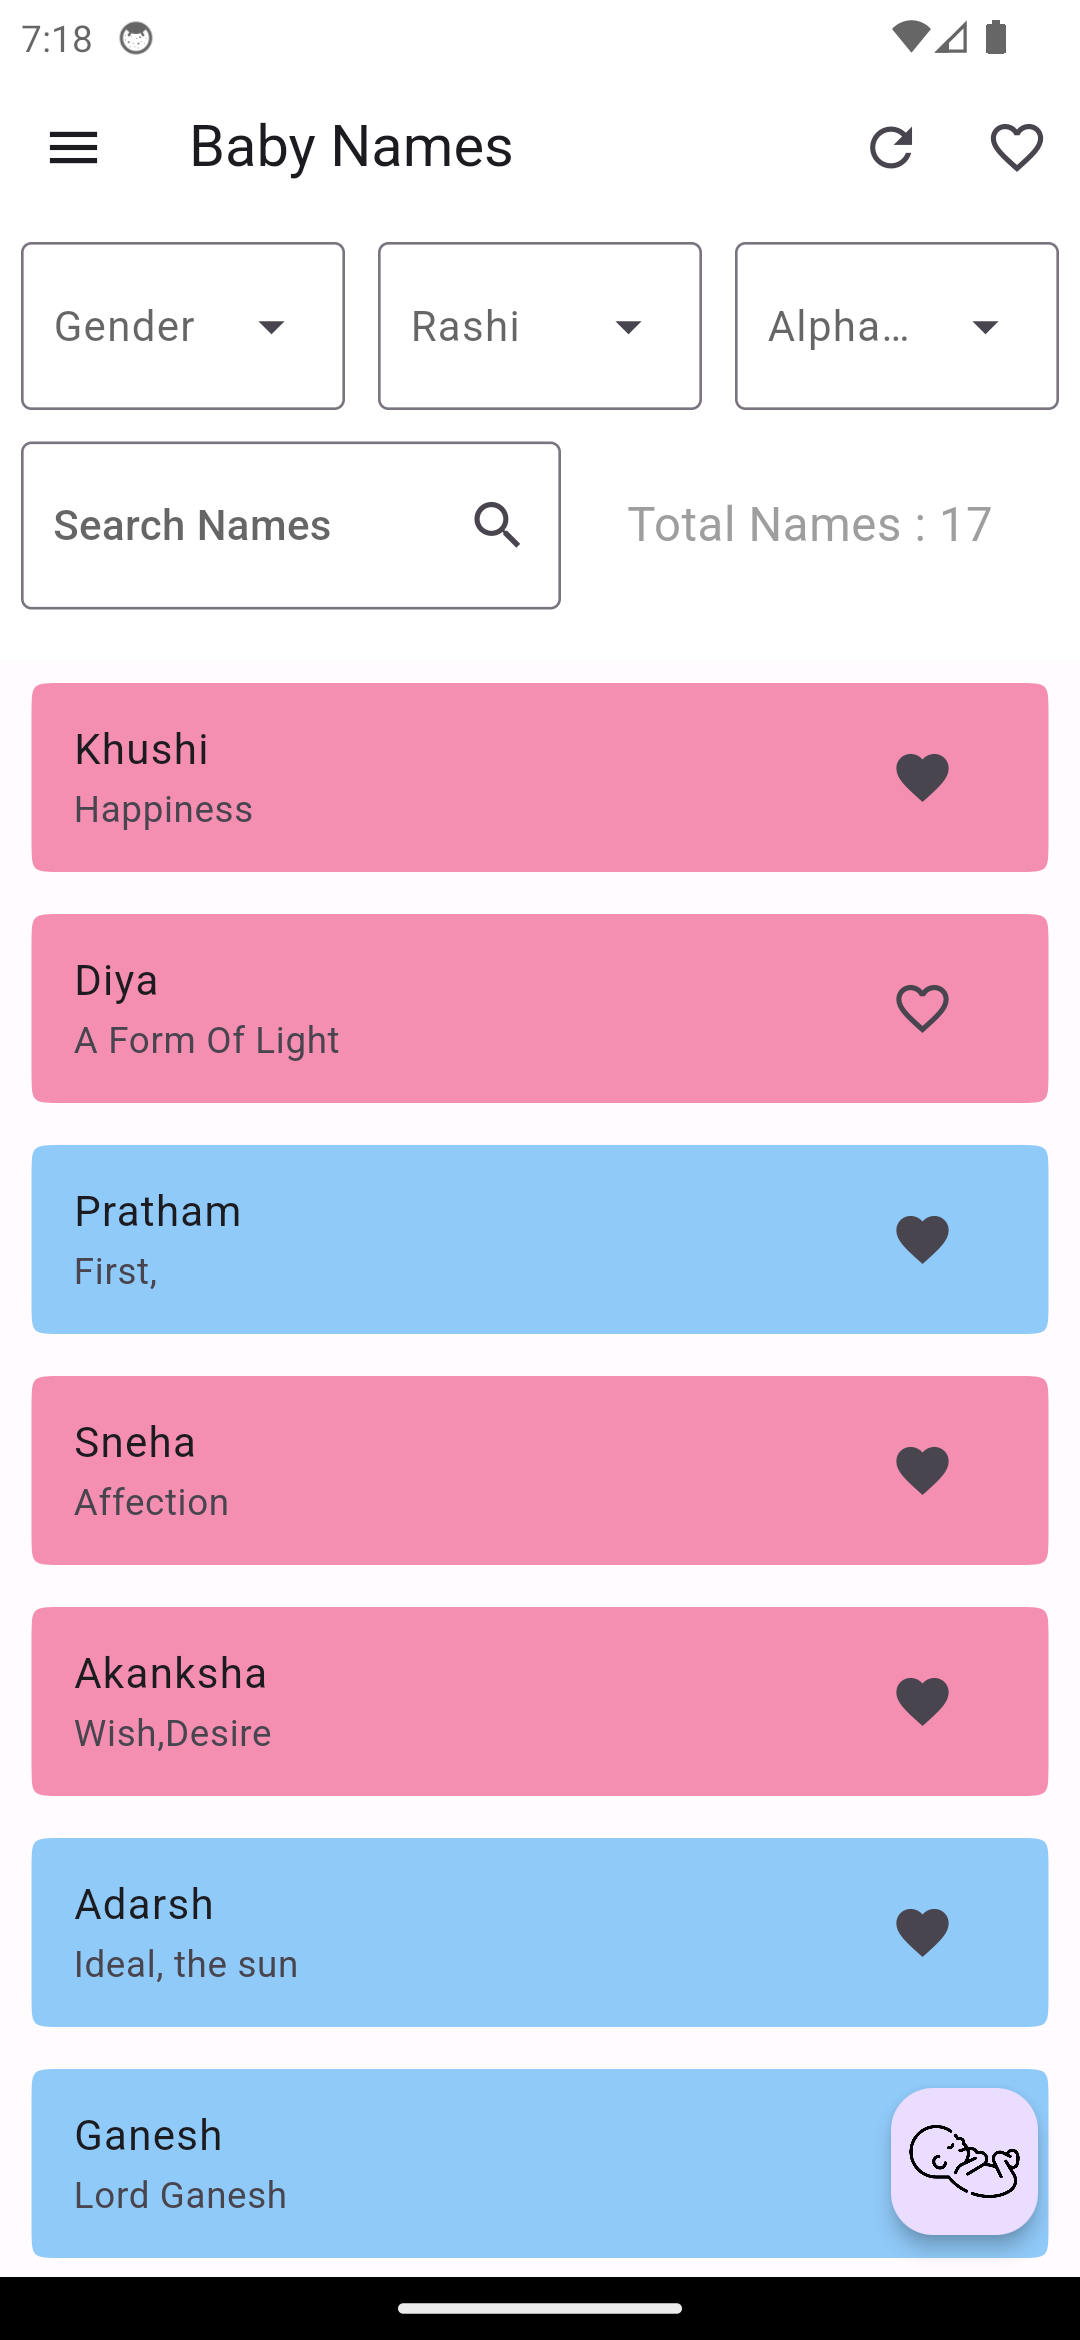 7:18
Baby Names
Gender
Rashi
Alpha...
Search Names
Total Names : 17
Khushi
Happiness
Diya
A Form Of Light
Pratham
First,
Sneha
Affection
Akanksha
Wish,Desire
Adarsh
Ideal, the sun
Ganesh
Lord Ganesh